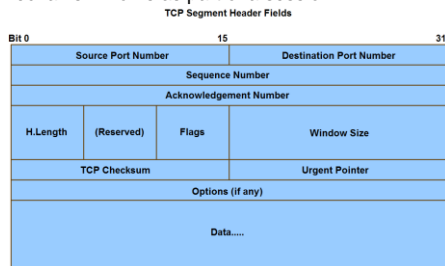 TCP Segment Header Fields
Bit 0 15 31
Source Port Number Destination Port Number
Sequence Number
Acknowledgement Number
H.Length (Reserved) Flags Window Size
TCP Checksum Urgent Pointer
Options (if any)
Data.....